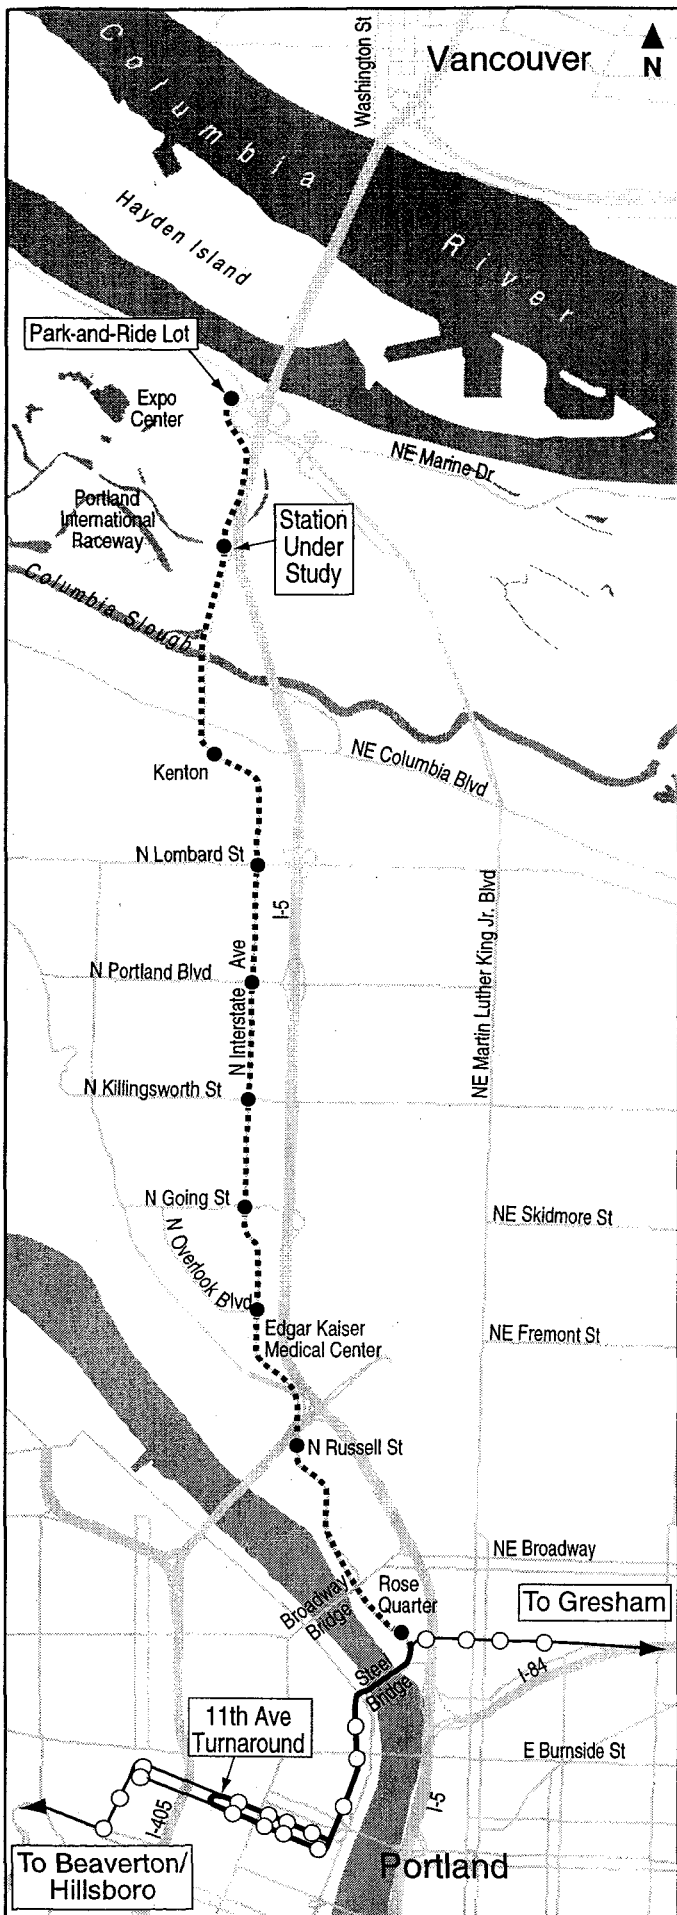 Washington St
Vancouver
N
Columbia
River
Hayden Island
Park-and-Ride Lot
Expo
Center
NE Marine Dr
Portland
International
Raceway
Station
Under
Study
Columbia Slough
Kenton
NE Columbia Blvd
N Lombard St
I-5
NE Martin Luther King Jr. Blvd
N Portland Blvd
N Interstate Ave
N Killingsworth St
N Going St
NE Skidmore St
N Overlook Blvd
Edgar Kaiser
Medical Center
NE Fremont St
N Russell St
NE Broadway
Broadway
Bridge
Rose
Quarter
To Gresham
Steel
Bridge
I-84
11th Ave
Turnaround
E Burnside St
I-405
I-5
To Beaverton/
Hillsboro
Portland